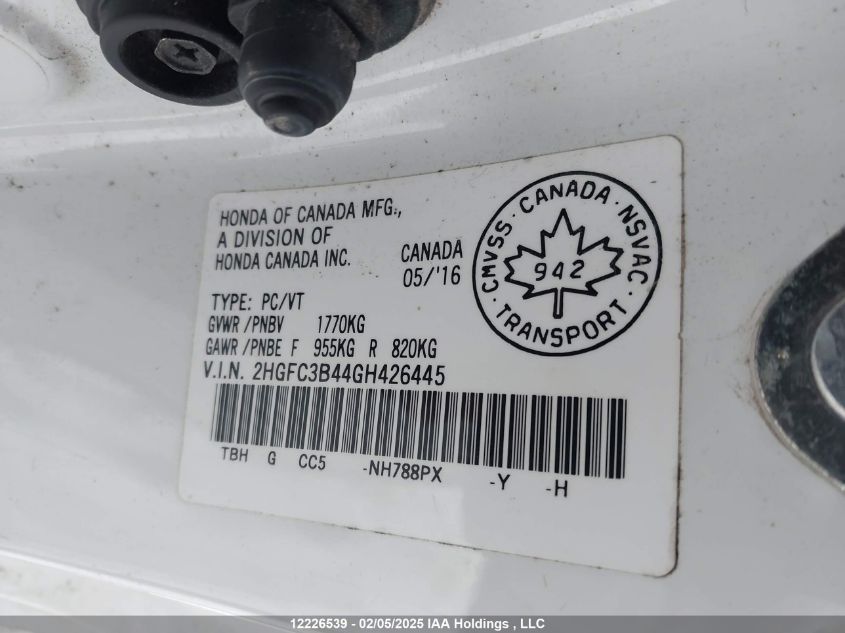 HONDA OF CANADA MFG.,
A DIVISION OF
HONDA CANADA INC.
CANADA
05/'16
TYPE: PC/VT
GVWR/PNBV 1770KG
GAWR/PNBE F 955KG R 820KG
V.I.N. 2HGFC3B44GH426445
TBH G CC5 -NH788PX -Y -H
CMVSS · CANADA · NSVAC
942
· TRANSPORT ·
12226539 - 02/05/2025 IAA Holdings , LLC